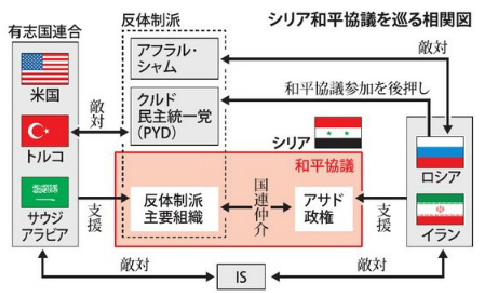 シリア和平協議を巡る相関図
有志国連合
米国
トルコ
サウジ
アラビア
反体制派
アフラル・
シャム
クルド
民主統一党
(PYD)
敵対
敵対
和平協議参加を後押し
シリア
和平協議
反体制派
主要組織
国連仲介
アサド
政権
支援
支援
ロシア
イラン
敵対
IS
敵対